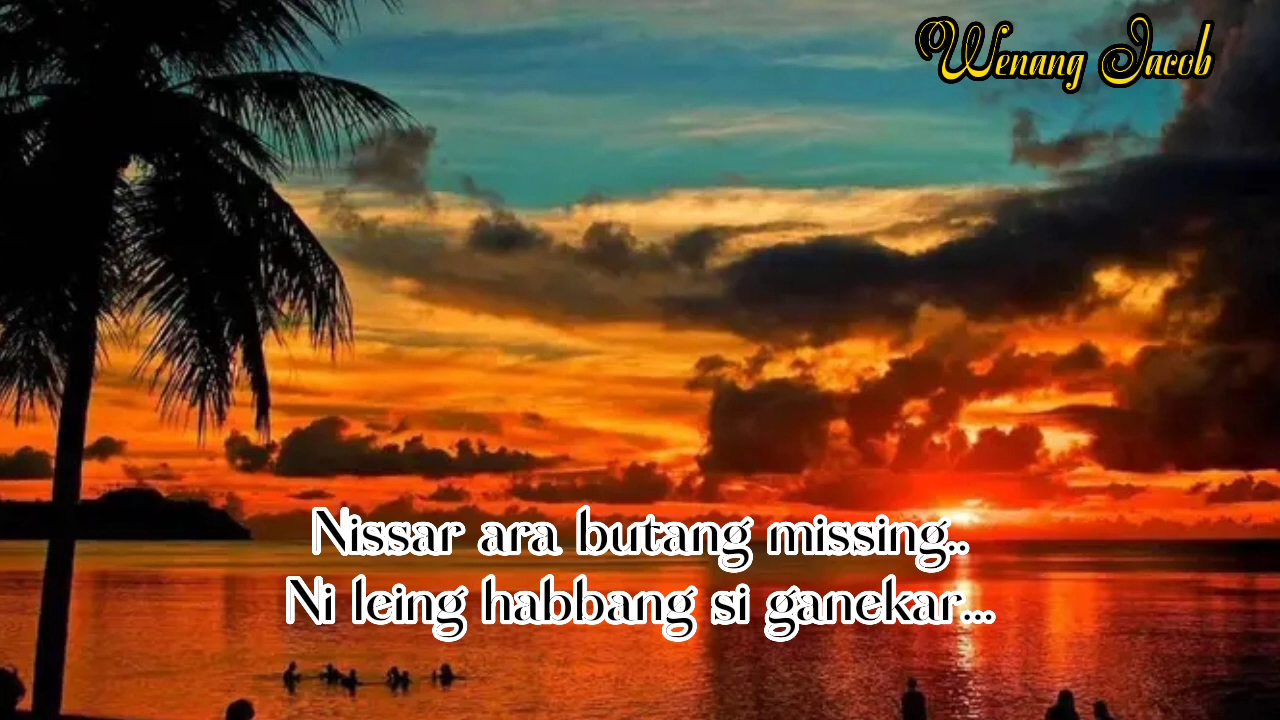 Wenang Jacob
Nissar ara butang missing..
Ni leing habbang si ganekar...